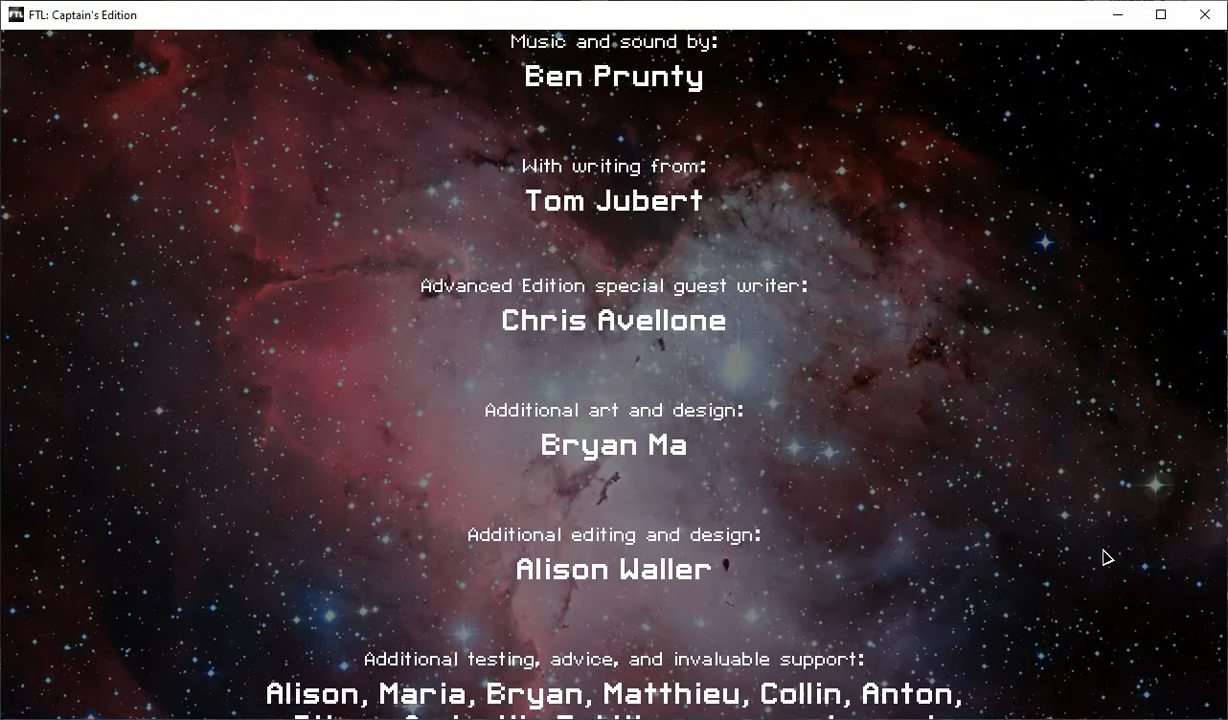 FTL: Captain's Edition
Music and sound by:
Ben Prunty
With writing from:
Tom Jubert
Advanced Edition special guest writer:
Chris Avellone
Additional art and design:
Bryan Ma
Additional editing and design:
Alison Waller
Additional testing, advice, and invaluable support:
Alison, Maria, Bryan, Matthieu, Collin, Anton,